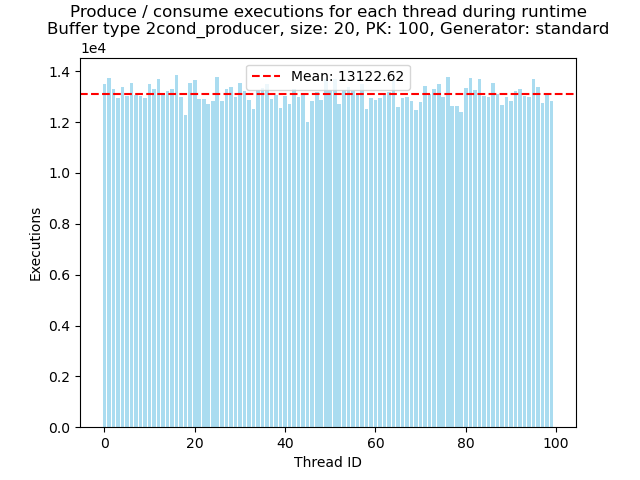 Produce / consume executions for each thread during runtime
Buffer type 2cond_producer, size: 20, PK: 100, Generator: standard
1e4
Mean: 13122.62
1.4
1.2
1.0
0.8
0.6
0.4
0.2
0.0
Executions
0 20 40 60 80 100
Thread ID